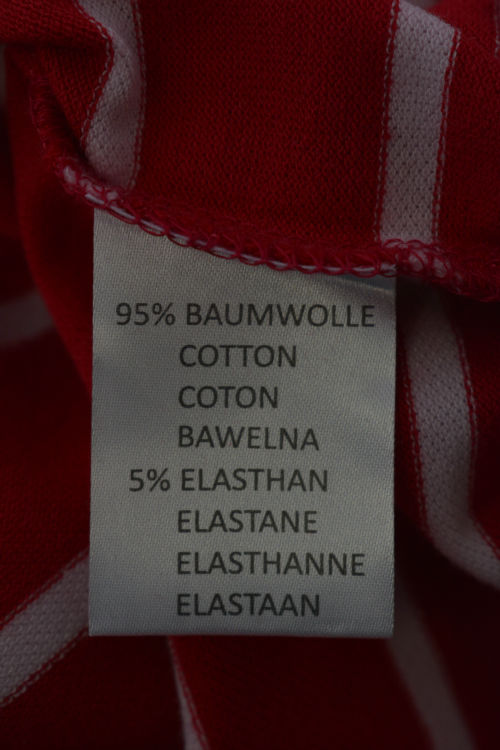 95% BAUMWOLLE
COTTON
COTON
BAWELNA
5% ELASTHAN
ELASTANE
ELASTHANNE
ELASTAAN